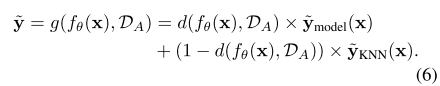 ỹ = g(f_θ(x), 𝒟_A) = d(f_θ(x), 𝒟_A) × ỹ_model(x)
+ (1 − d(f_θ(x), 𝒟_A)) × ỹ_KNN(x).
(6)